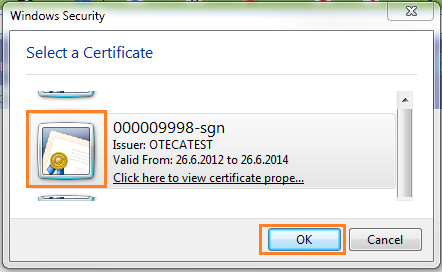 Windows Security
Select a Certificate
000009998-sgn
Issuer: OTECATEST
Valid From: 26.6.2012 to 26.6.2014
Click here to view certificate prope...
OK
Cancel